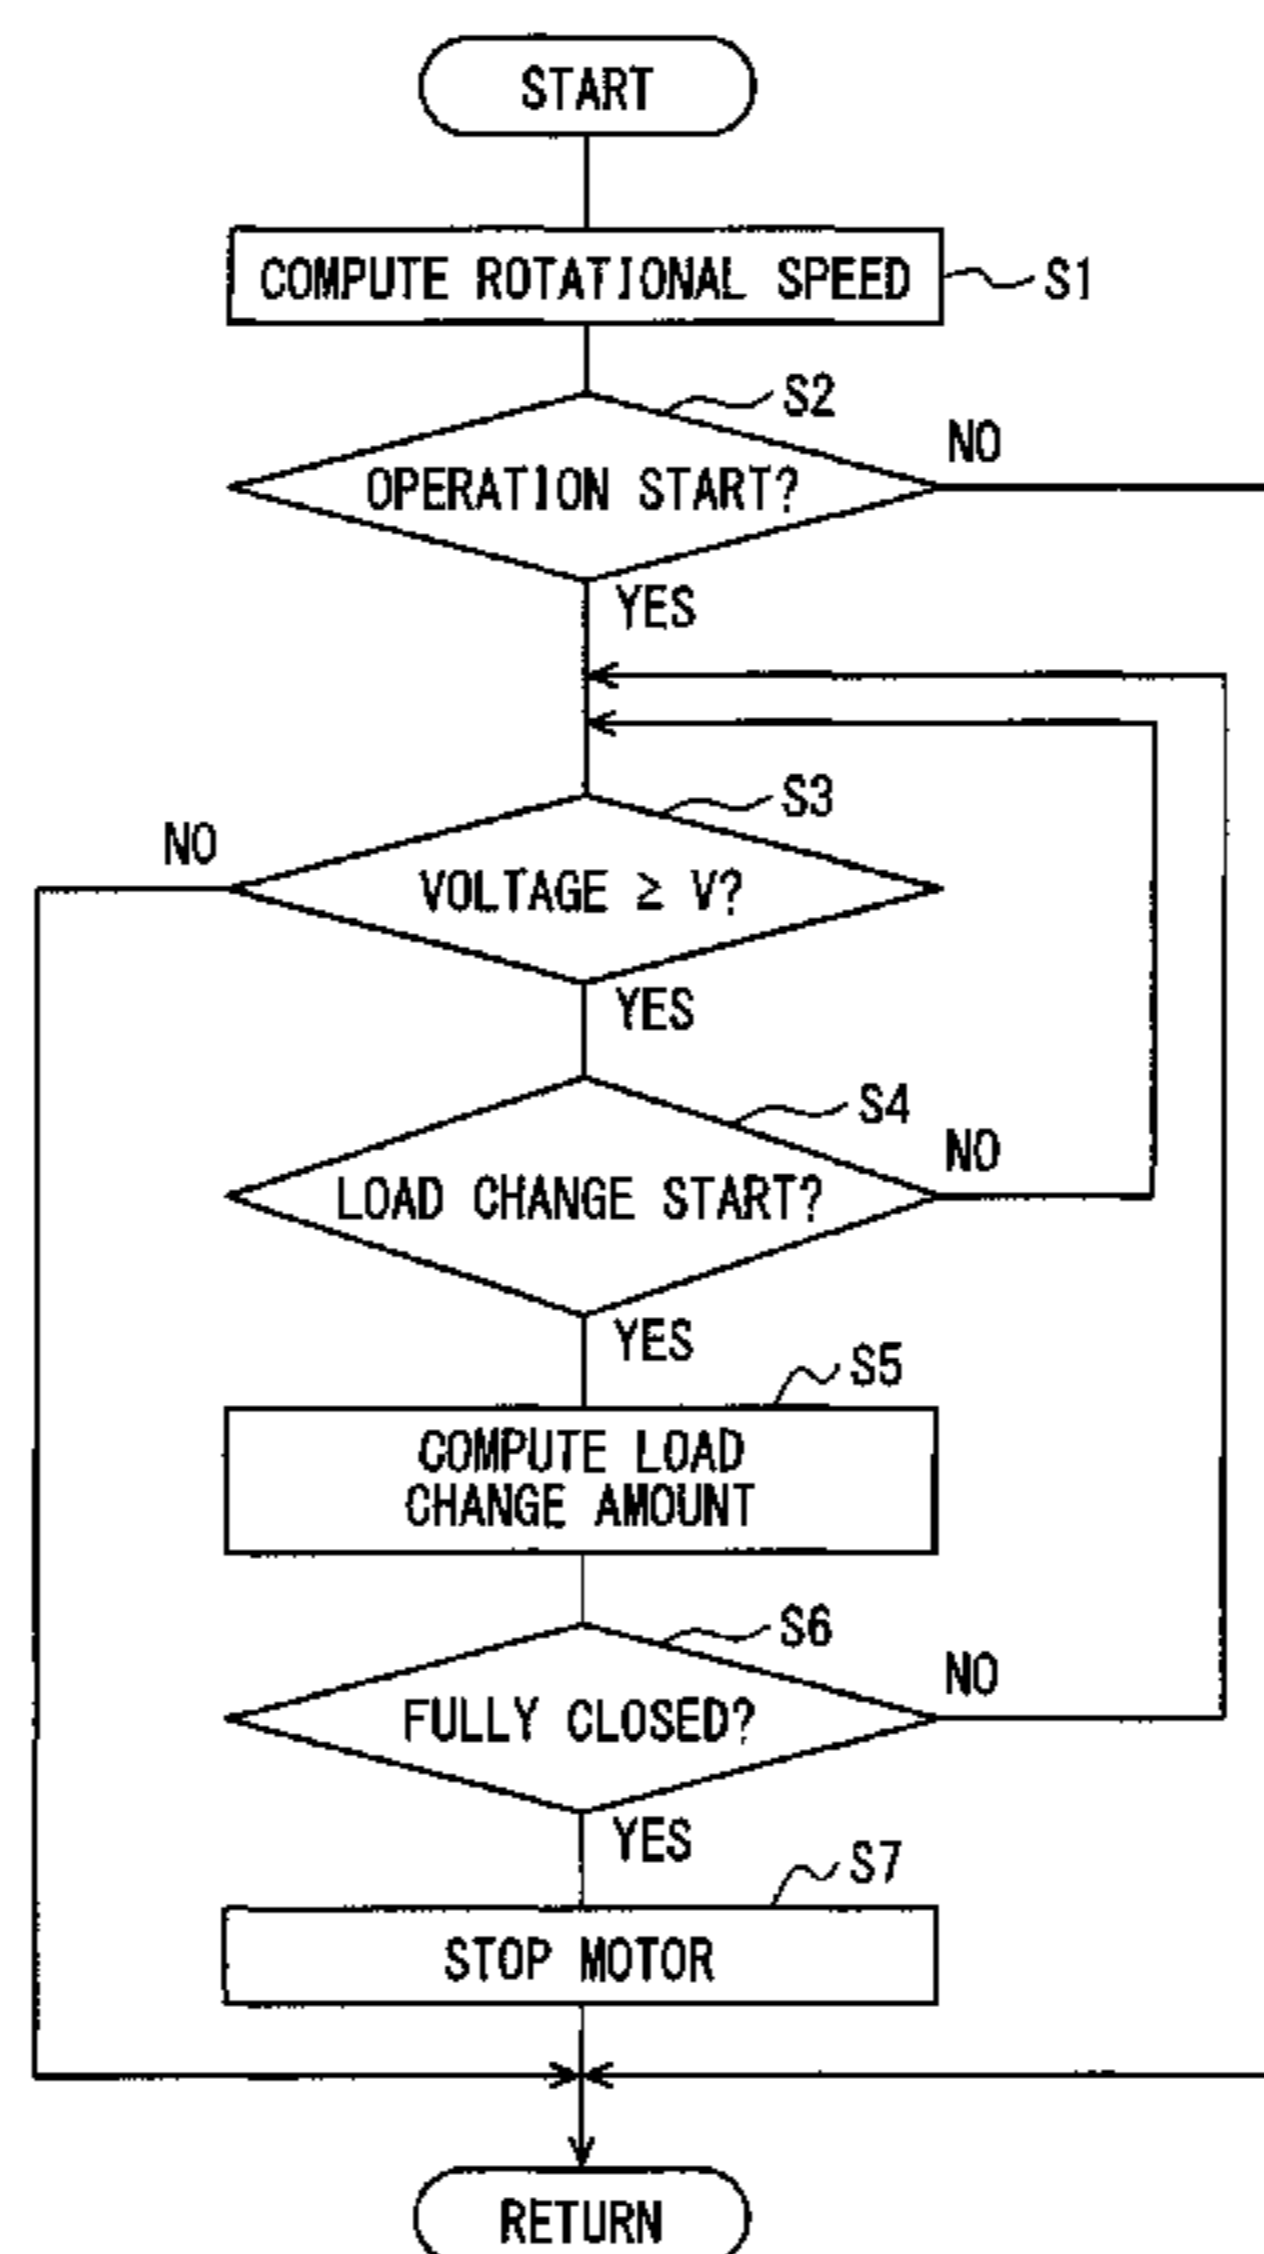 START
COMPUTE ROTATIONAL SPEED
S1
S2
OPERATION START?
NO
YES
S3
NO
VOLTAGE ≥ V?
YES
S4
LOAD CHANGE START?
NO
YES
S5
COMPUTE LOAD
CHANGE AMOUNT
S6
FULLY CLOSED?
NO
YES
S7
STOP MOTOR
RETURN